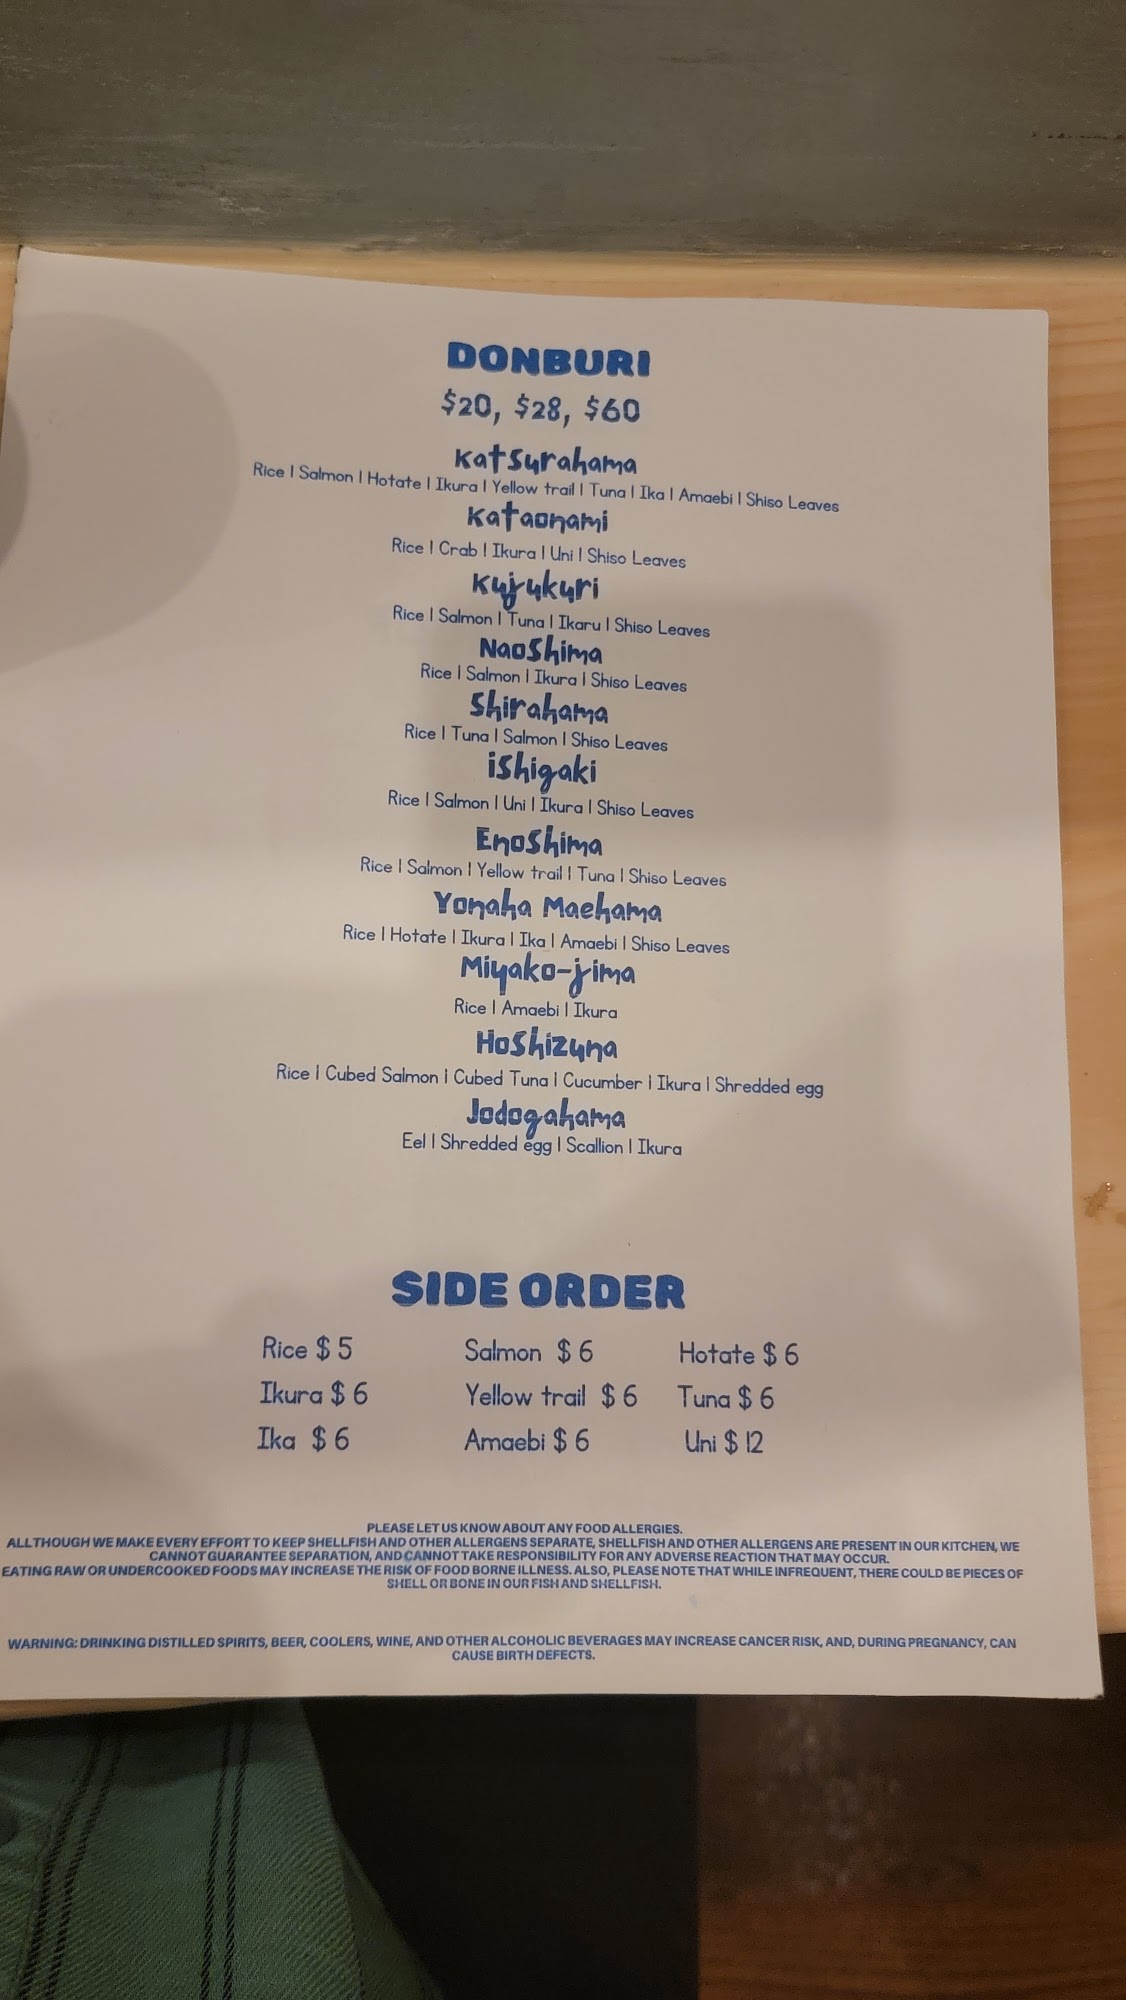 DONBURI
$20, $28, $60
Katsurahama
Rice | Salmon | Hotate | Ikura | Yellow trail | Tuna | Ika | Amaebi | Shiso Leaves
Kataonami
Rice | Crab | Ikura | Uni | Shiso Leaves
Kujukuri
Rice | Salmon | Tuna | Ikaru | Shiso Leaves
Naoshima
Rice | Salmon | Ikura | Shiso Leaves
Shirahama
Rice | Tuna | Salmon | Shiso Leaves
ishigaki
Rice | Salmon | Uni | Ikura | Shiso Leaves
Enoshima
Rice | Salmon | Yellow trail | Tuna | Shiso Leaves
Yonaha Maehama
Rice | Hotate | Ikura | Ika | Amaebi | Shiso Leaves
Miyako-jima
Rice | Amaebi | Ikura
Hoshizuna
Rice | Cubed Salmon | Cubed Tuna | Cucumber | Ikura | Shredded egg
Jodogahama
Eel | Shredded egg | Scallion | Ikura
SIDE ORDER
Rice $ 5 Salmon $ 6 Hotate $ 6
Ikura $ 6 Yellow trail $ 6 Tuna $ 6
Ika $ 6 Amaebi $ 6 Uni $ 12
PLEASE LET US KNOW ABOUT ANY FOOD ALLERGIES.
ALLTHOUGH WE MAKE EVERY EFFORT TO KEEP SHELLFISH AND OTHER ALLERGENS SEPARATE, SHELLFISH AND OTHER ALLERGENS ARE PRESENT IN OUR KITCHEN, WE
CANNOT GUARANTEE SEPARATION, AND CANNOT TAKE RESPONSIBILITY FOR ANY ADVERSE REACTION THAT MAY OCCUR.
EATING RAW OR UNDERCOOKED FOODS MAY INCREASE THE RISK OF FOOD BORNE ILLNESS. ALSO, PLEASE NOTE THAT WHILE INFREQUENT, THERE COULD BE PIECES OF
SHELL OR BONE IN OUR FISH AND SHELLFISH.
WARNING: DRINKING DISTILLED SPIRITS, BEER, COOLERS, WINE, AND OTHER ALCOHOLIC BEVERAGES MAY INCREASE CANCER RISK, AND, DURING PREGNANCY, CAN
CAUSE BIRTH DEFECTS.